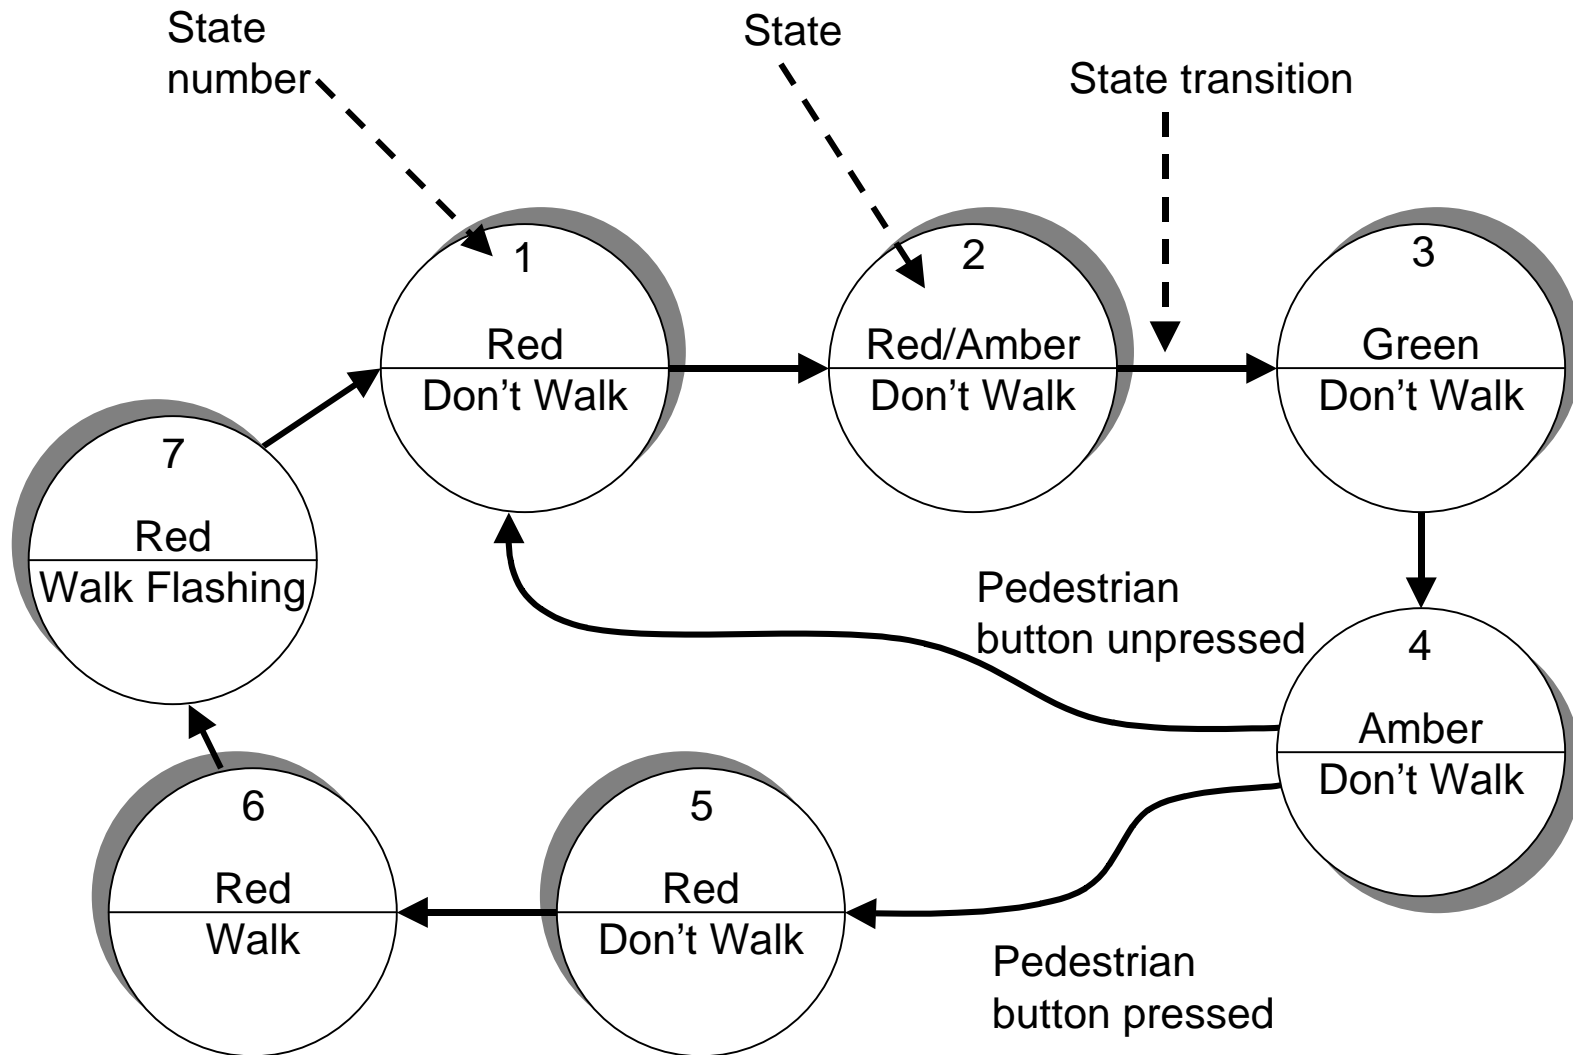 State
number
State
State transition
1
Red
Don't Walk
2
Red/Amber
Don't Walk
3
Green
Don't Walk
7
Red
Walk Flashing
Pedestrian
button unpressed
4
Amber
Don't Walk
6
Red
Walk
5
Red
Don't Walk
Pedestrian
button pressed